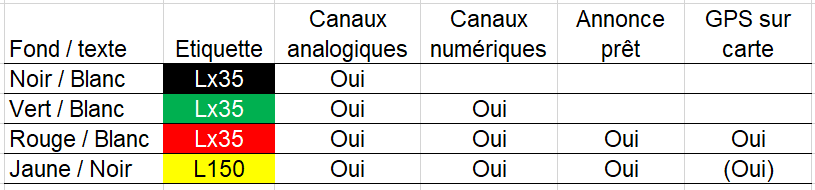 Fond / texte Etiquette Canaux analogiques Canaux numériques Annonce prêt GPS sur carte
Noir / Blanc Lx35 Oui
Vert / Blanc Lx35 Oui Oui
Rouge / Blanc Lx35 Oui Oui Oui Oui
Jaune / Noir L150 Oui Oui Oui (Oui)